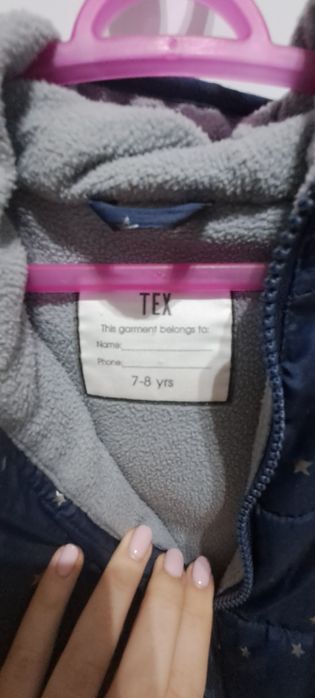 TEX
This garment belongs to:
Name:
Phone:
7-8 yrs